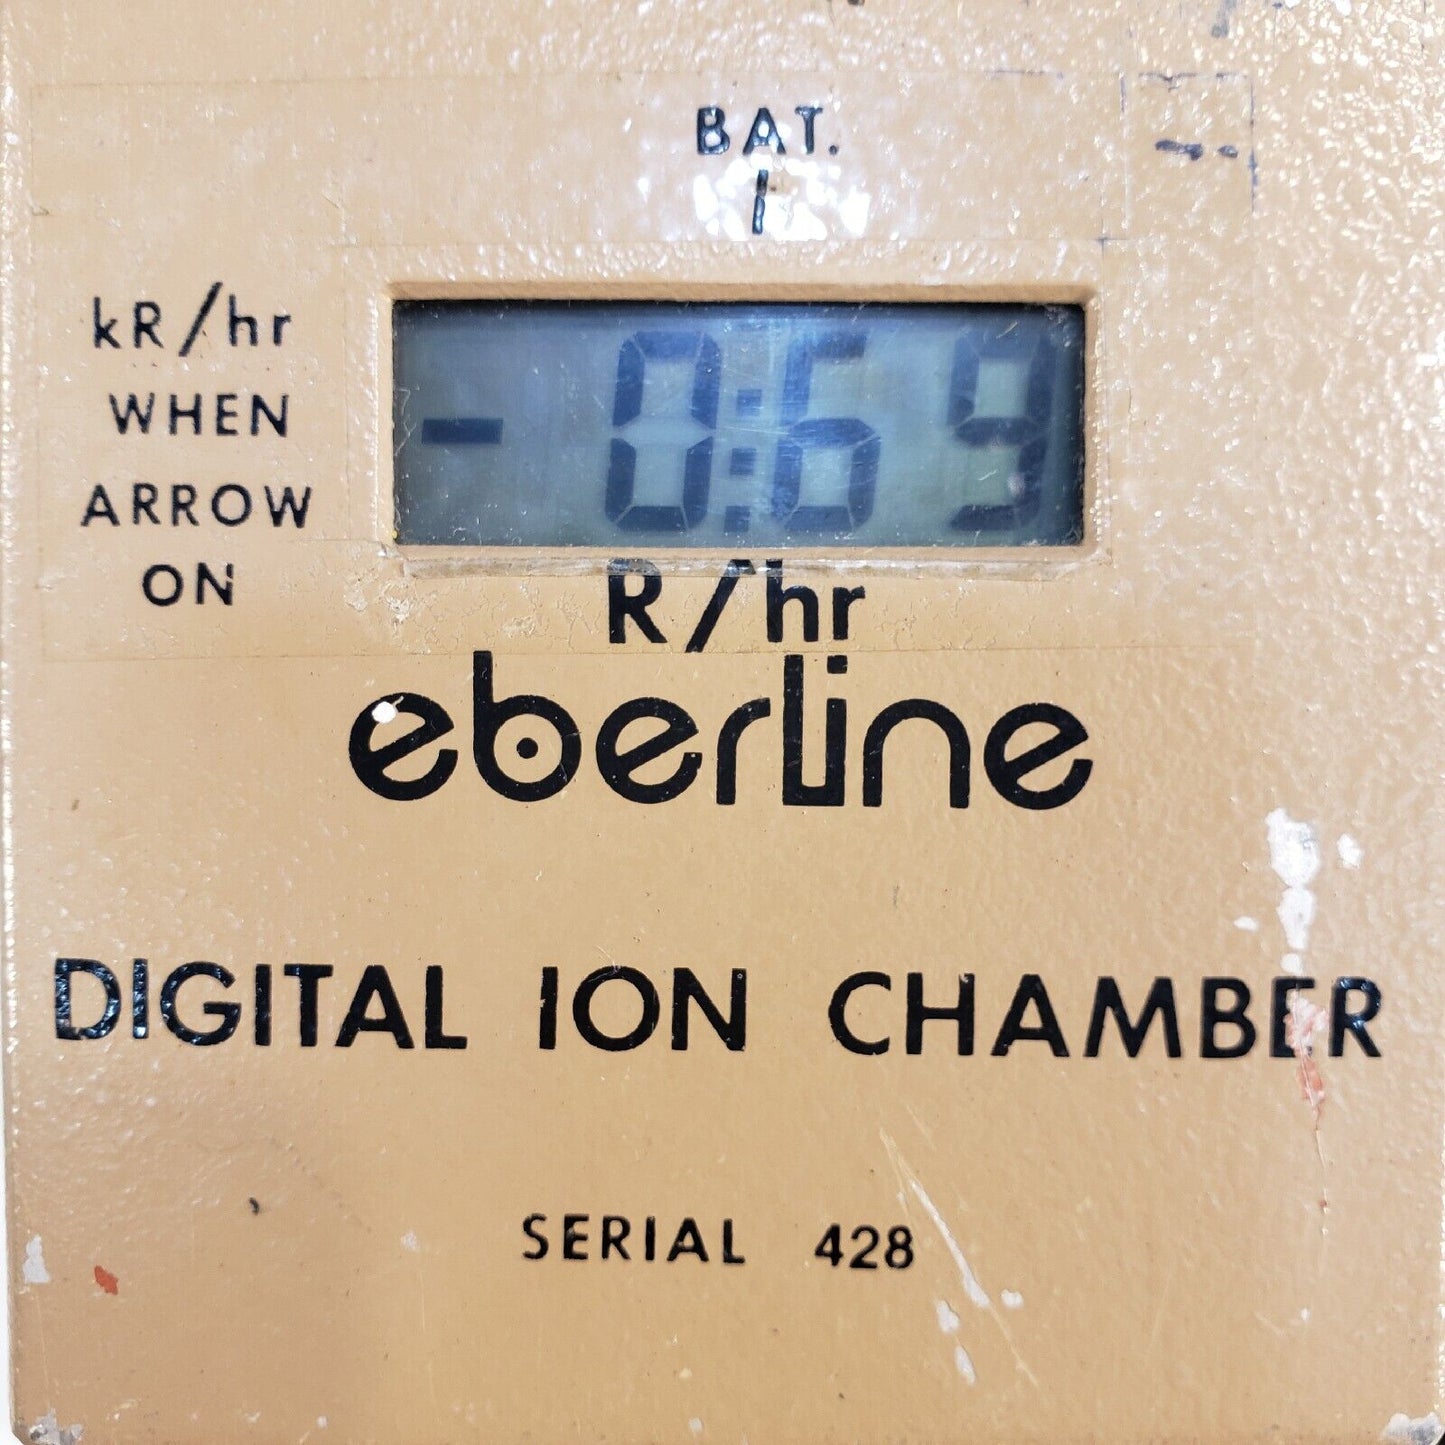 BAT.
kR/hr
WHEN
ARROW
ON
- 0:69
R/hr
eberline
DIGITAL ION CHAMBER
SERIAL 428